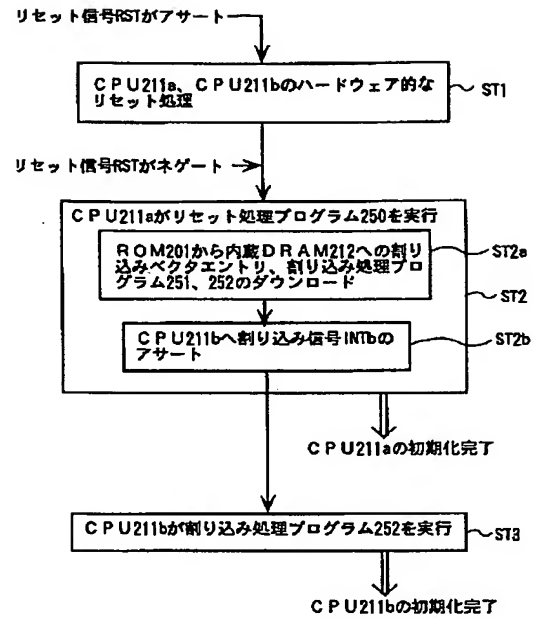 リセット信号RSTがアサート
CPU211a、CPU211bのハードウェア的な
リセット処理
ST1
リセット信号RSTがネゲート
CPU211aがリセット処理プログラム250を実行
ROM201から内蔵DRAM212への割り
込みベクタエントリ、割り込み処理プロ
グラム251、252のダウンロード
ST2a
ST2
CPU211bへ割り込み信号INTbの
アサート
ST2b
CPU211aの初期化完了
CPU211bが割り込み処理プログラム252を実行
ST3
CPU211bの初期化完了